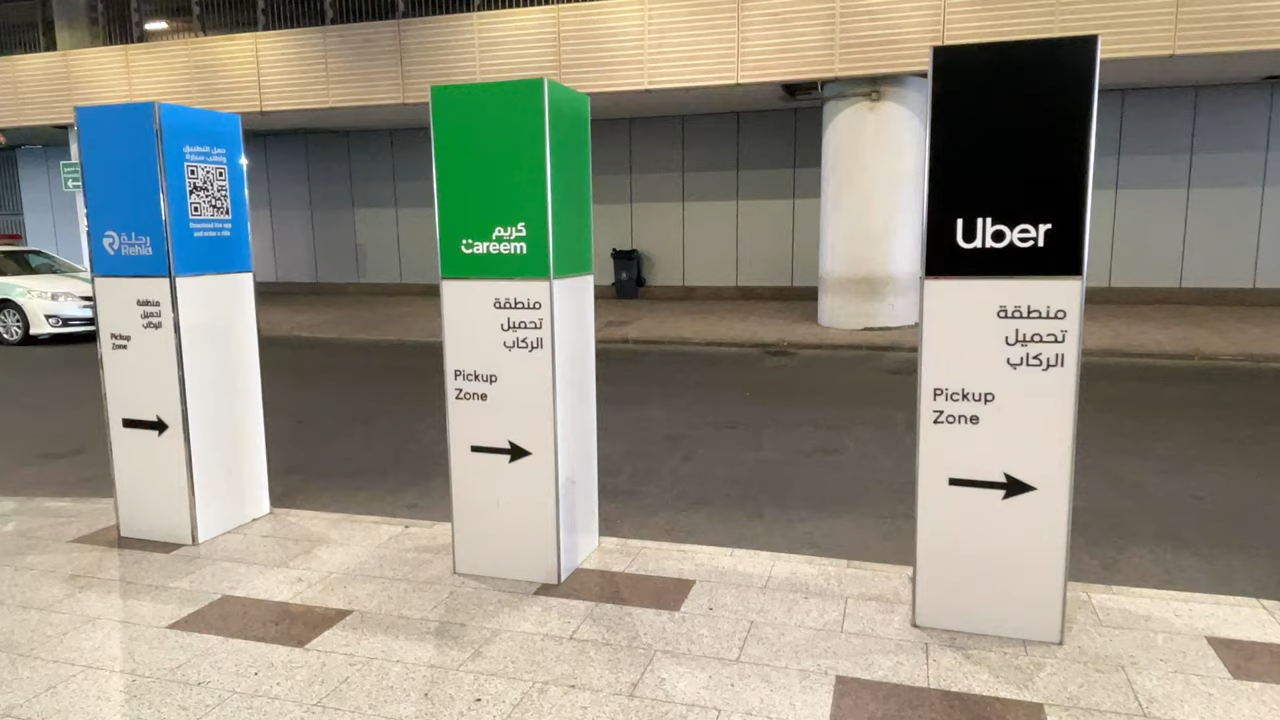 حمل التطبيق
واطلب سيارة
Download the app
and order a ride
رحلة
Rehla
منطقة
تحميل
الركاب
Pickup
Zone
كريم
Careem
منطقة
تحميل
الركاب
Pickup
Zone
Uber
منطقة
تحميل
الركاب
Pickup
Zone